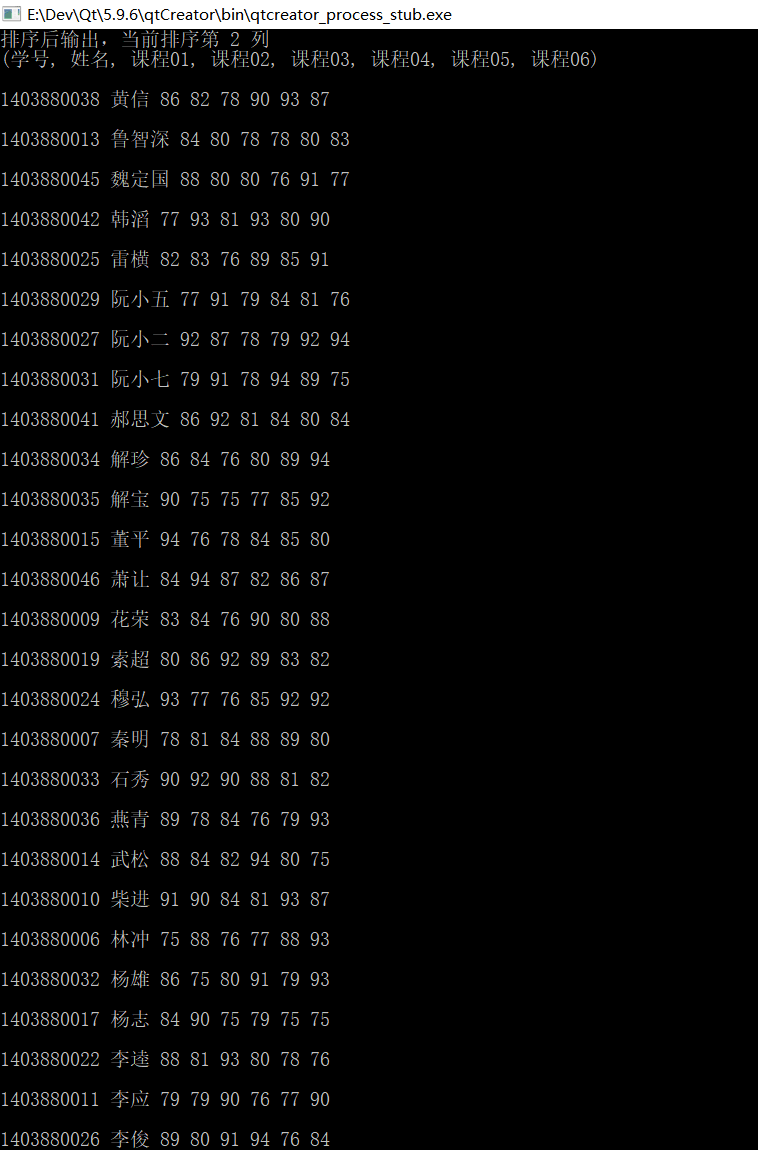 E:\Dev\Qt\5.9.6\qtCreator\bin\qtcreator_process_stub.exe
排序后输出，当前排序第 2 列
(学号, 姓名, 课程01, 课程02, 课程03, 课程04, 课程05, 课程06)
1403880038 黄信 86 82 78 90 93 87
1403880013 鲁智深 84 80 78 78 80 83
1403880045 魏定国 88 80 80 76 91 77
1403880042 韩滔 77 93 81 93 80 90
1403880025 雷横 82 83 76 89 85 91
1403880029 阮小五 77 91 79 84 81 76
1403880027 阮小二 92 87 78 79 92 94
1403880031 阮小七 79 91 78 94 89 75
1403880041 郝思文 86 92 81 84 80 84
1403880034 解珍 86 84 76 80 89 94
1403880035 解宝 90 75 75 77 85 92
1403880015 董平 94 76 78 84 85 80
1403880046 萧让 84 94 87 82 86 87
1403880009 花荣 83 84 76 90 80 88
1403880019 索超 80 86 92 89 83 82
1403880024 穆弘 93 77 76 85 92 92
1403880007 秦明 78 81 84 88 89 80
1403880033 石秀 90 92 90 88 81 82
1403880036 燕青 89 78 84 76 79 93
1403880014 武松 88 84 82 94 80 75
1403880010 柴进 91 90 84 81 93 87
1403880006 林冲 75 88 76 77 88 93
1403880032 杨雄 86 75 80 91 79 93
1403880017 杨志 84 90 75 79 75 75
1403880022 李逵 88 81 93 80 78 76
1403880011 李应 79 79 90 76 77 90
1403880026 李俊 89 80 91 94 76 84